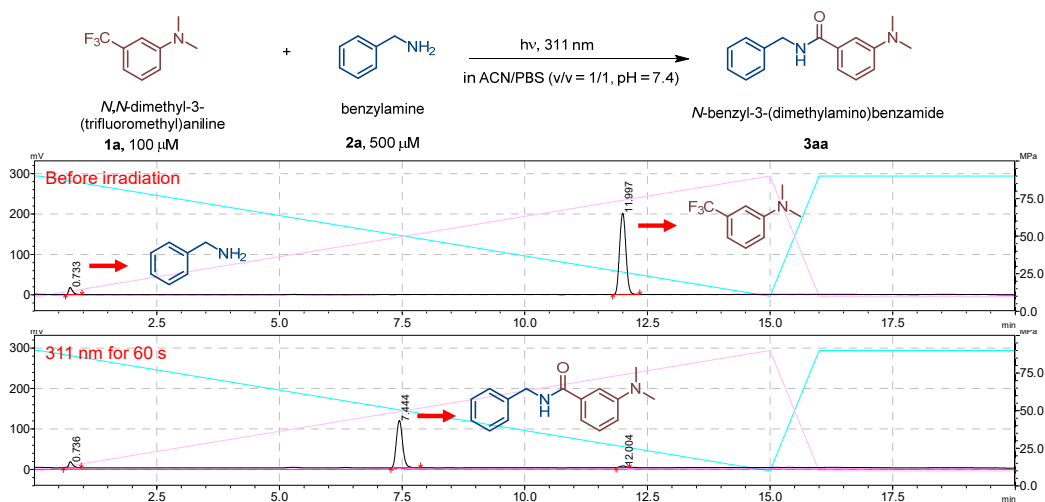 F₃C N + NH₂ hν, 311 nm O N H N
in ACN/PBS (v/v = 1/1, pH = 7.4)
N,N-dimethyl-3-
(trifluoromethyl)aniline
benzylamine
N-benzyl-3-(dimethylamino)benzamide
1a, 100 μM
2a, 500 μM
3aa
mV
MPa
Before irradiation
300
200
100
0
75.0
50.0
25.0
0.0
0.733
NH₂
11.997
F₃C N
2.5 5.0 7.5 10.0 12.5 15.0 17.5 min
mV
MPa
311 nm for 60 s
300
200
100
0
75.0
50.0
25.0
0.0
0.736
7.444
O N H N
12.004
2.5 5.0 7.5 10.0 12.5 15.0 17.5 min